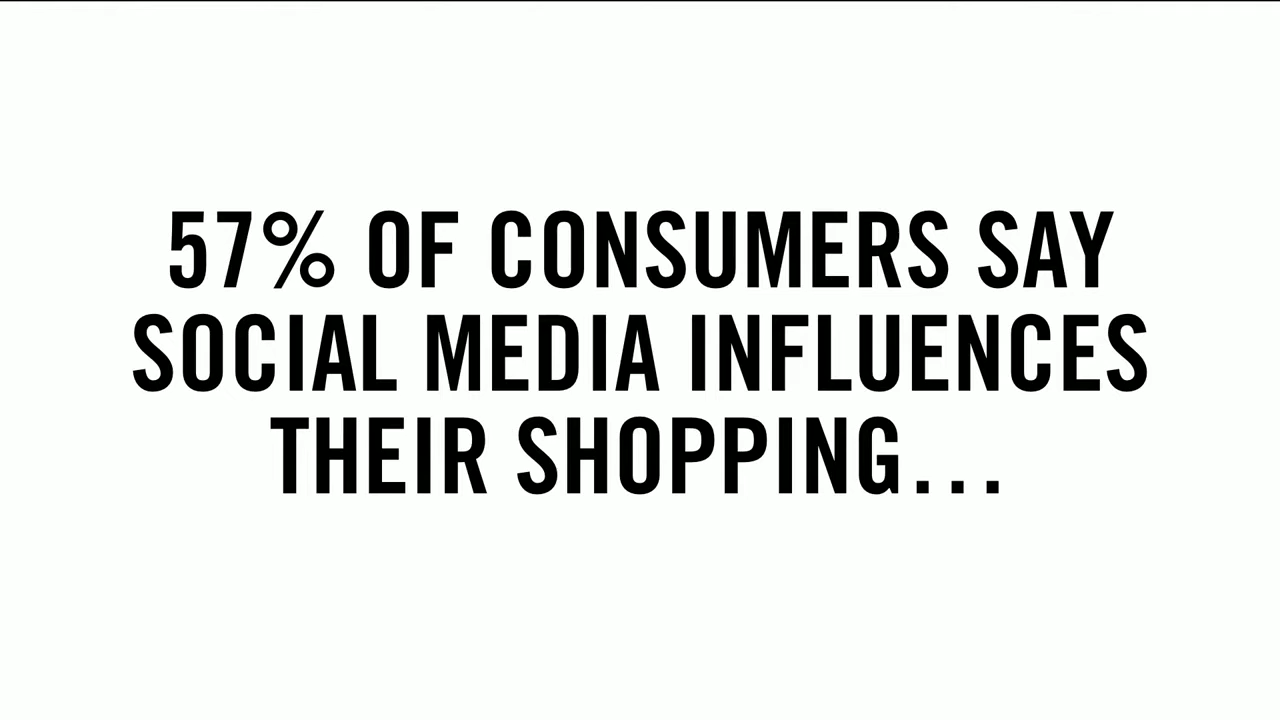 57% OF CONSUMERS SAY
SOCIAL MEDIA INFLUENCES
THEIR SHOPPING...